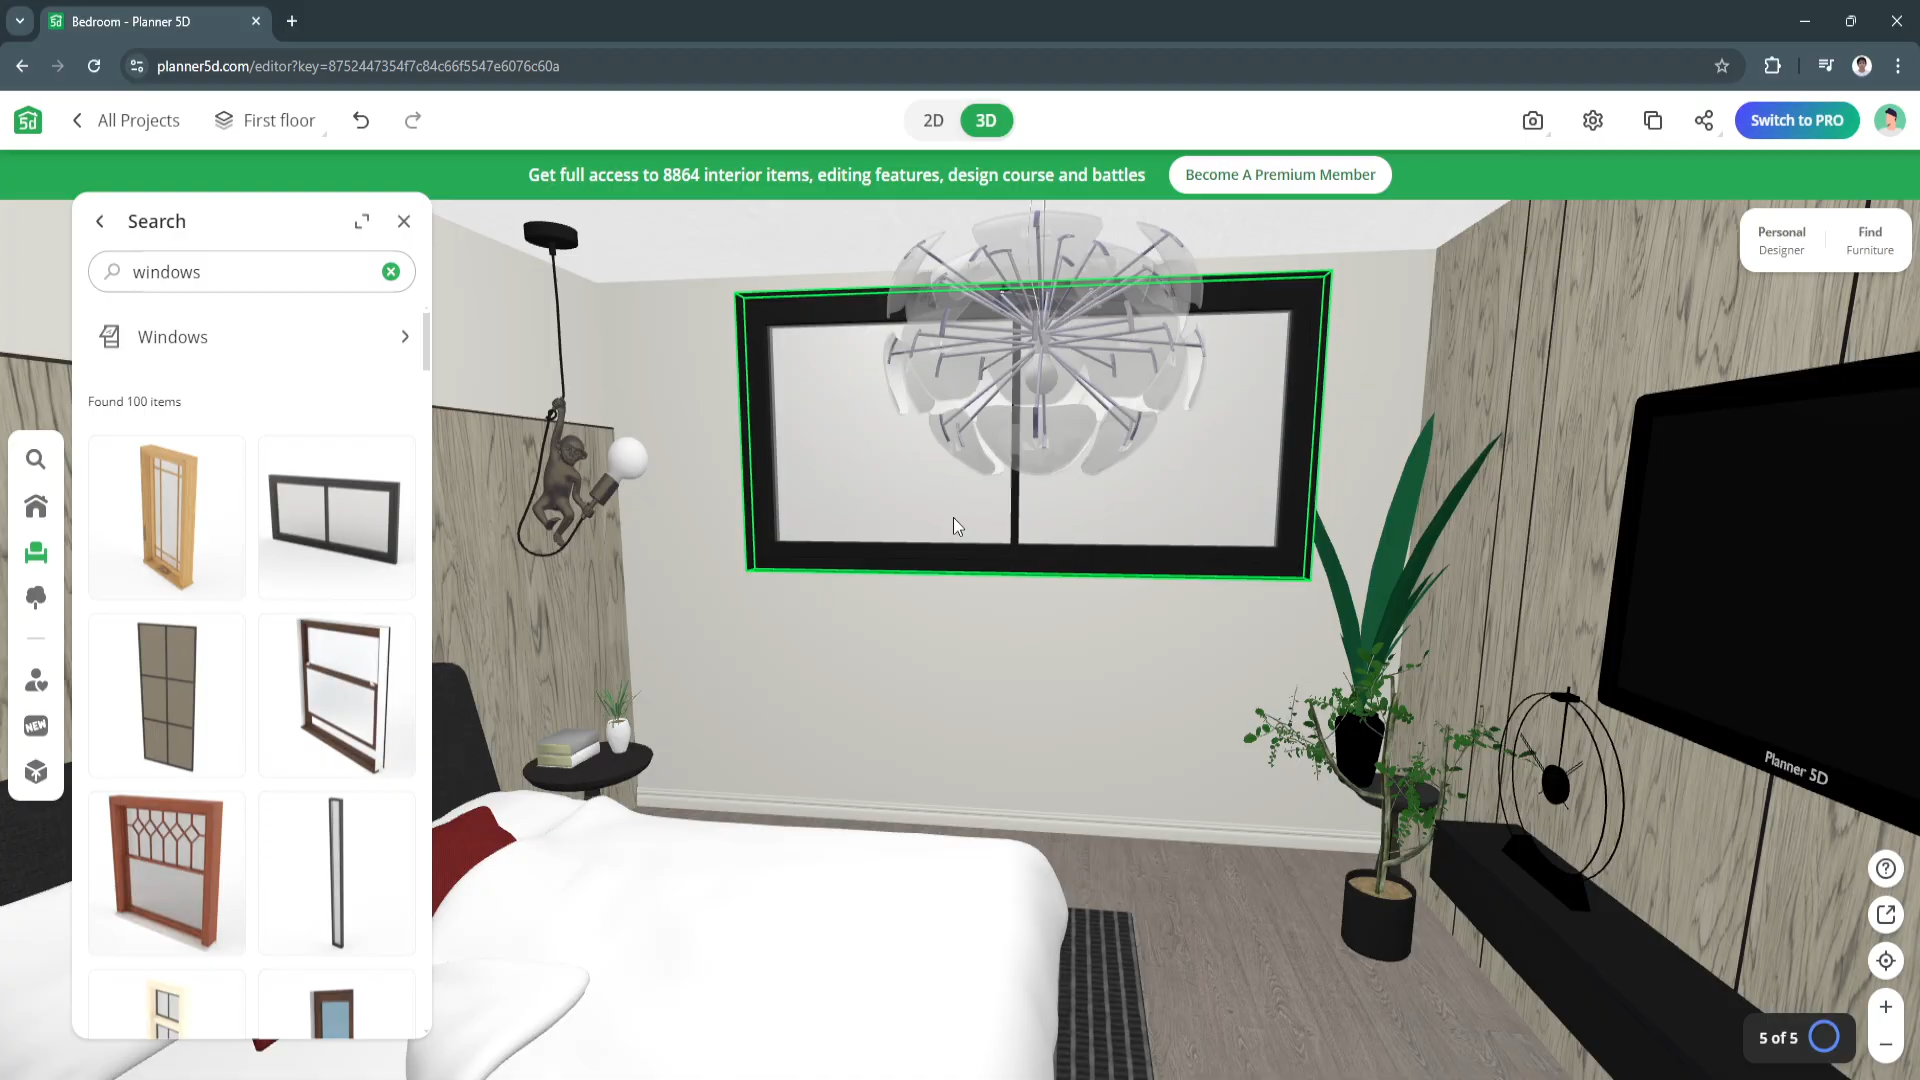 Bedroom - Planner 5D
planner5d.com/editor?key=8752447354f7c84c66f5547e6076c60a
5d
All Projects
First floor
2D
3D
Switch to PRO
Get full access to 8864 interior items, editing features, design course and battles
Become A Premium Member
Search
windows
Windows
Found 100 items
NEW
Personal
Designer
Find
Furniture
Planner 5D
5 of 5